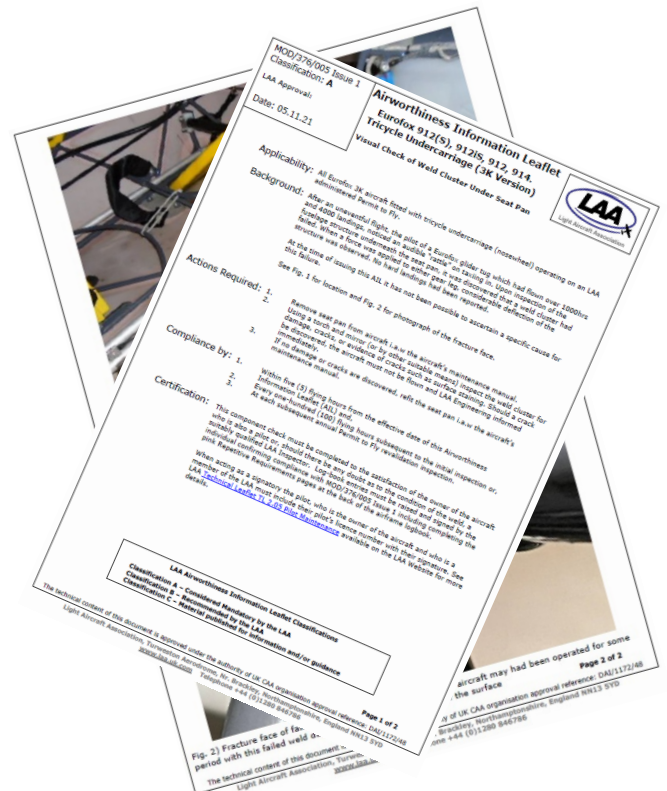 MOD/376/005 Issue 1
Classification: A
LAA Approval:
Date: 05.11.21
Airworthiness Information Leaflet
Eurofox 912(S), 912iS, 912, 914.
Tricycle Undercarriage (3K Version)
Visual Check of Weld Cluster Under Seat Pan
LAA
Light Aircraft Association
Applicability: All Eurofox 3K aircraft fitted with tricycle undercarriage (nosewheel) operating on an LAA
administered Permit to Fly.
Background: After an uneventful flight, the pilot of a Eurofox glider tug which had flown over 1000hrs
and 4000 landings, noticed an audible "rattle" on taxiing in. Upon inspection of the
fuselage structure underneath the seat pan, it was discovered that a weld cluster had
failed. When a force was applied to either gear leg, considerable deflection of the
structure was observed. No hard landings had been reported.
At the time of issuing this AIL it has not been possible to ascertain a specific cause for
this failure.
See Fig. 1 for location and Fig. 2 for photograph of the fracture face.
Actions Required: 1. Remove seat pan from aircraft i.a.w the aircraft's maintenance manual.
2. Using a torch and mirror (or by other suitable means) inspect the weld cluster for
damage, cracks, or evidence of cracks such as surface staining. Should a crack
be discovered, the aircraft must not be flown and LAA Engineering informed
immediately.
3. If no damage or cracks are discovered, refit the seat pan i.a.w the aircraft's
maintenance manual.
Compliance by: 1. Within five (5) flying hours from the effective date of this Airworthiness
Information Leaflet (AIL) and,
2. Every one-hundred (100) flying hours subsequent to the initial inspection or,
3. At each subsequent annual Permit to Fly revalidation inspection.
Certification: This component check must be completed to the satisfaction of the owner of the aircraft
who is also a pilot or, should there be any doubt as to the condition of the weld, a
suitably qualified LAA Inspector. Log-book entries must be raised and signed by the
individual confirming compliance with MOD/376/005 Issue 1 including completing the
pink Repetitive Requirements pages at the back of the airframe logbook.
When acting as a signatory the pilot, who is the owner of the aircraft and who is a
member of the LAA must include their pilot's licence number with their signature. See
LAA Technical Leaflet TL 2.05 Pilot Maintenance available on the LAA Website for more
details.
LAA Airworthiness Information Leaflet Classifications
Classification A – Considered Mandatory by the LAA
Classification B – Recommended by the LAA
Classification C – Material published for information and/or guidance
Page 1 of 2
The technical content of this document is approved under the authority of UK CAA organisation approval reference: DAI/1172/48
Light Aircraft Association, Turweston Aerodrome, Nr. Brackley, Northamptonshire, England NN13 5YD
www.laa.uk.com Telephone +44 (0)1280 846786
aircraft may had been operated for some
the surface
Page 2 of 2
y of UK CAA organisation approval reference: DAI/1172/48
Brackley, Northamptonshire, England NN13 5YD
one +44 (0)1280 846786
Fig- 2) Fracture face of fa
period with this failed weld d
The technical content of this document is
Light Aircraft Association, Turwe
www.laa.u